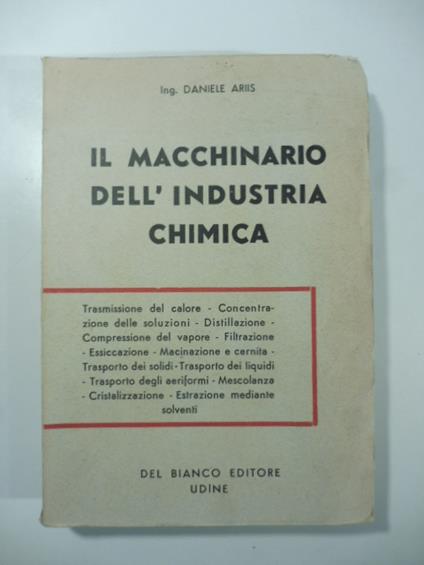 Ing. DANIELE ARIIS
IL MACCHINARIO
DELL' INDUSTRIA
CHIMICA
Trasmissione del calore - Concentra-
zione delle soluzioni - Distillazione -
Compressione del vapore - Filtrazione
- Essiccazione - Macinazione e cernita -
Trasporto dei solidi - Trasporto dei liquidi
- Trasporto degli aeriformi - Mescolanza
- Cristalizzazione - Estrazione mediante
solventi
DEL BIANCO EDITORE
UDINE